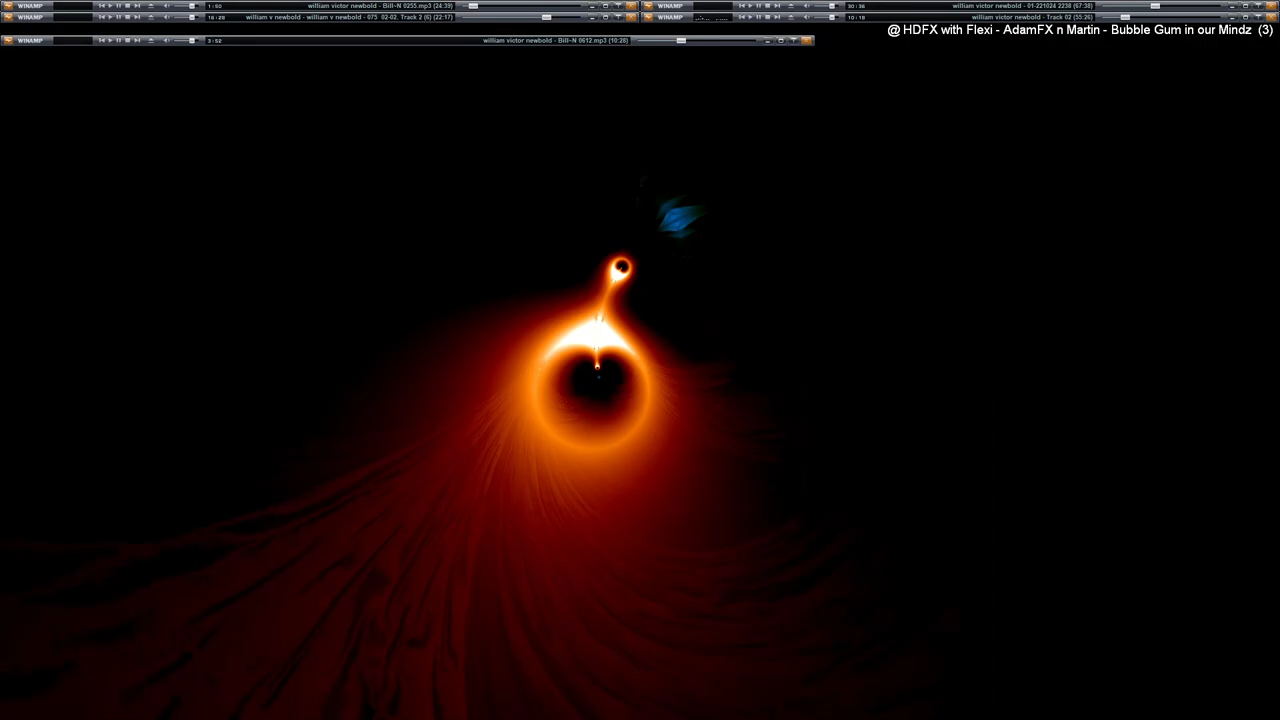 WINAMP 1:50 william victor newbold - Bill-N 0255.mp3 (24:39)
WINAMP 30:36 william victor newbold - 01-221024 2238 (67:38)
WINAMP 16:28 william v newbold - william v newbold - 075 02-02. Track 2 (6) (22:17)
WINAMP 10:18 william victor newbold - Track 02 (55:26)
@ HDFX with Flexi - AdamFX n Martin - Bubble Gum in our Mindz (3)
WINAMP 3:52 william victor newbold - Bill-N 0612.mp3 (10:28)